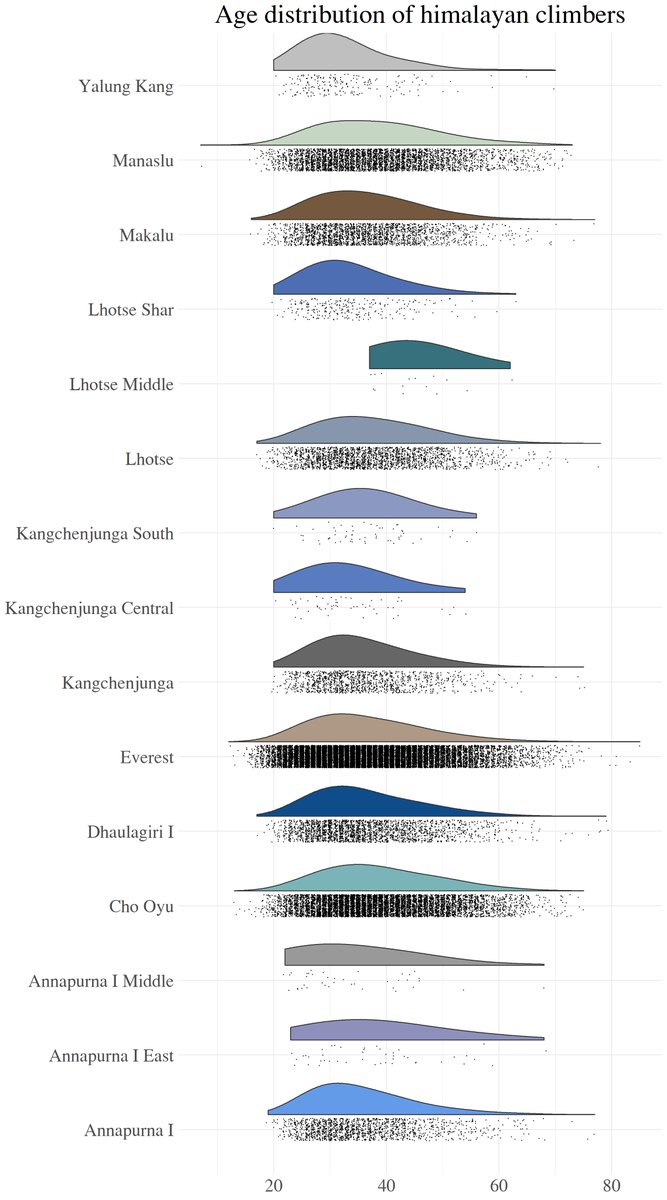 Age distribution of himalayan climbers
Yalung Kang
Manaslu
Makalu
Lhotse Shar
Lhotse Middle
Lhotse
Kangchenjunga South
Kangchenjunga Central
Kangchenjunga
Everest
Dhaulagiri I
Cho Oyu
Annapurna I Middle
Annapurna I East
Annapurna I
20 40 60 80